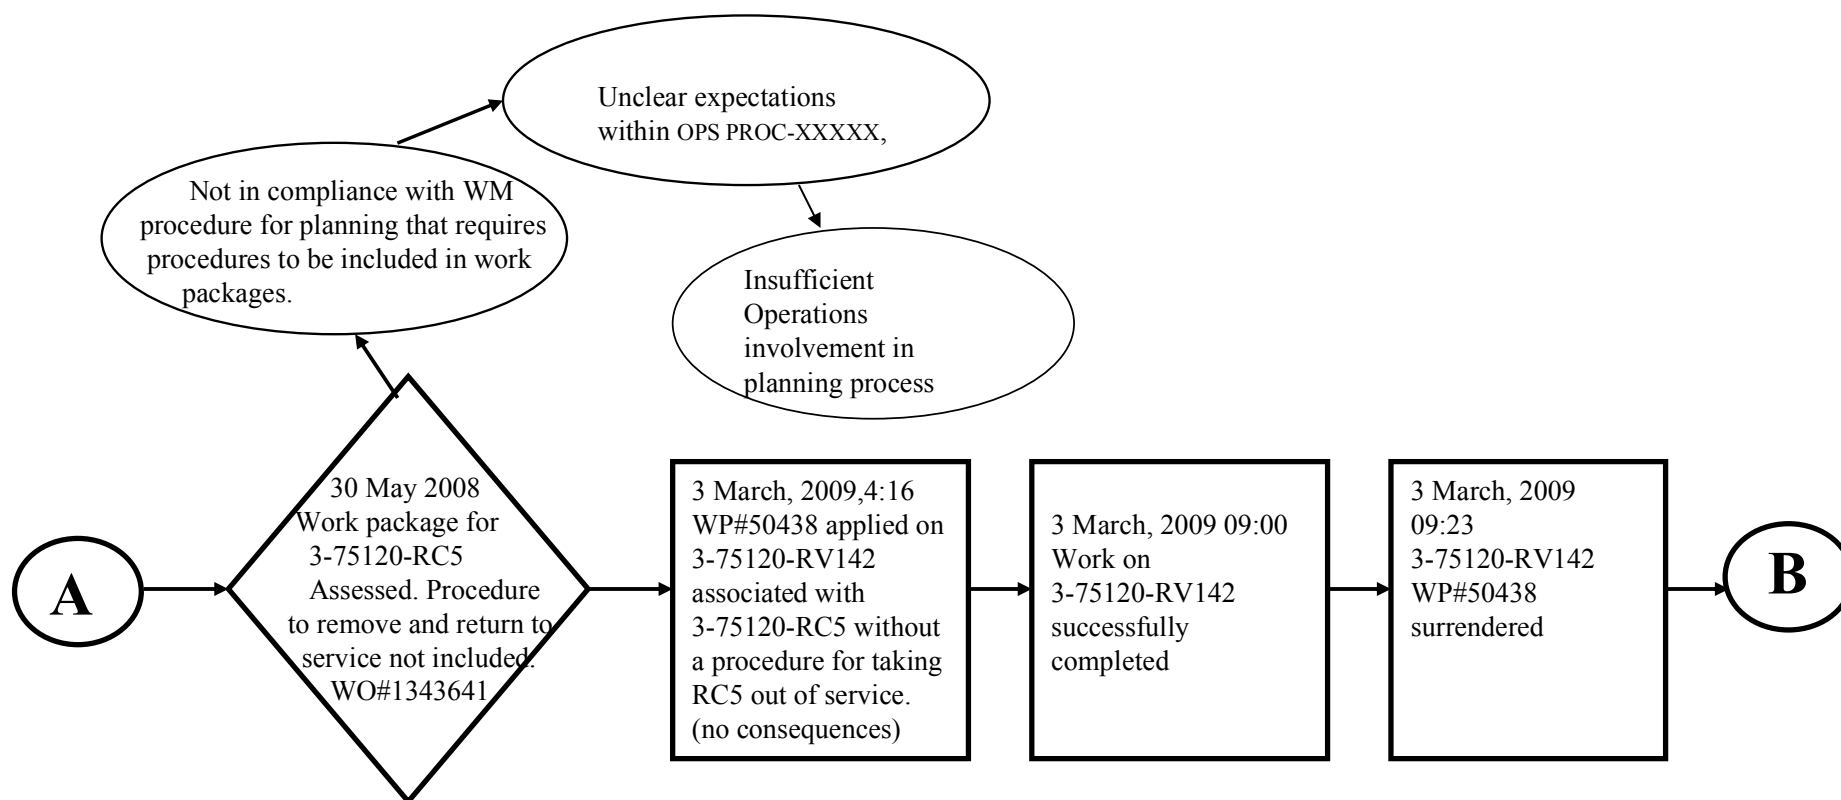 Unclear expectations
within OPS PROC-XXXXX,
Not in compliance with WM
procedure for planning that requires
procedures to be included in work
packages.
Insufficient
Operations
involvement in
planning process
A
30 May 2008
Work package for
3-75120-RC5
Assessed. Procedure
to remove and return to
service not included.
WO#1343641
3 March, 2009,4:16
WP#50438 applied on
3-75120-RV142
associated with
3-75120-RC5 without
a procedure for taking
RC5 out of service.
(no consequences)
3 March, 2009 09:00
Work on
3-75120-RV142
successfully
completed
3 March, 2009
09:23
3-75120-RV142
WP#50438
surrendered
B